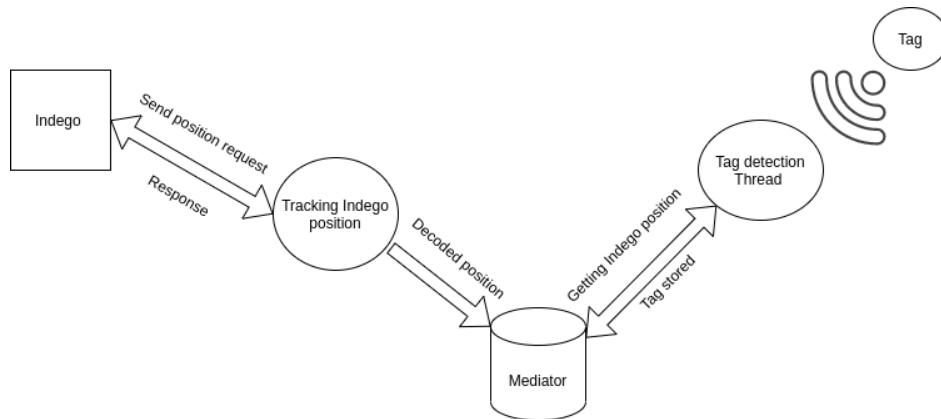 Tag
Indego
Send position request
Response
Tracking Indego
position
Decoded position
Mediator
Getting Indego position
Tag stored
Tag detection
Thread